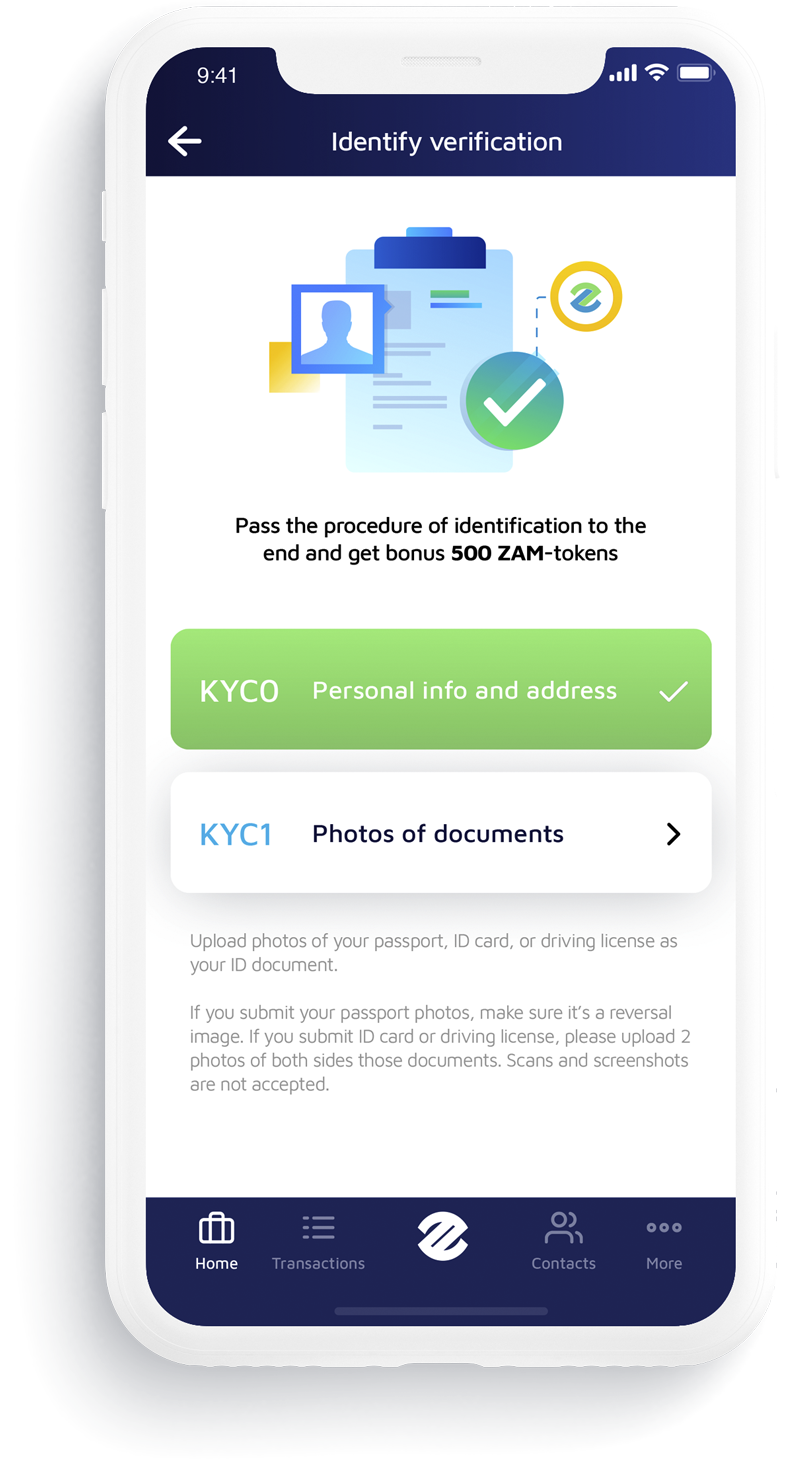 9:41
Identify verification
Pass the procedure of identification to the
end and get bonus 500 ZAM-tokens
KYC0 Personal info and address
KYC1 Photos of documents
Upload photos of your passport, ID card, or driving license as
your ID document.
If you submit your passport photos, make sure it’s a reversal
image. If you submit ID card or driving license, please upload 2
photos of both sides those documents. Scans and screenshots
are not accepted.
Home Transactions Contacts More